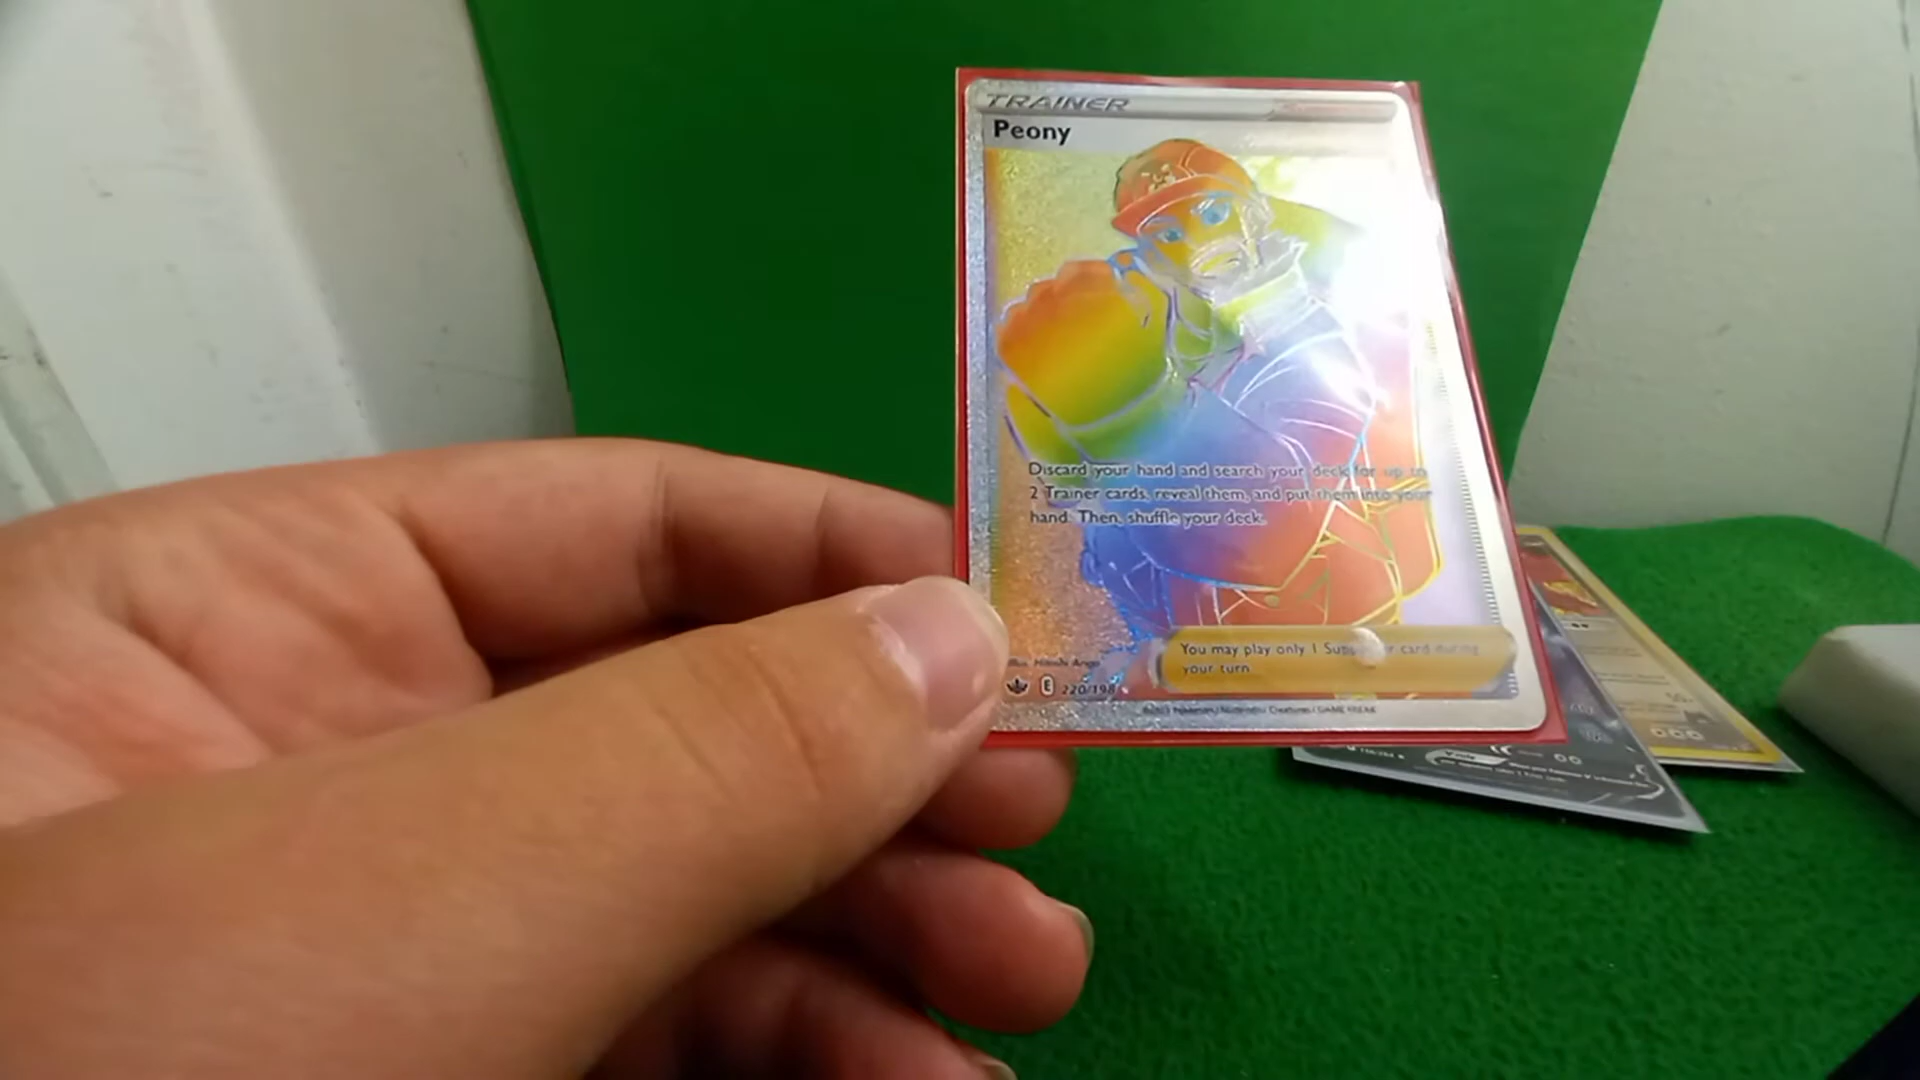 TRAINER
Peony
Discard your hand and search your deck for up to
2 Trainer cards, reveal them, and put them into your
hand. Then, shuffle your deck.
You may play only 1 Supporter card during
your turn.
Illus. Hitoshi Ariga
E 220/198
Pokémon / Nintendo / Creatures / GAME FREAK